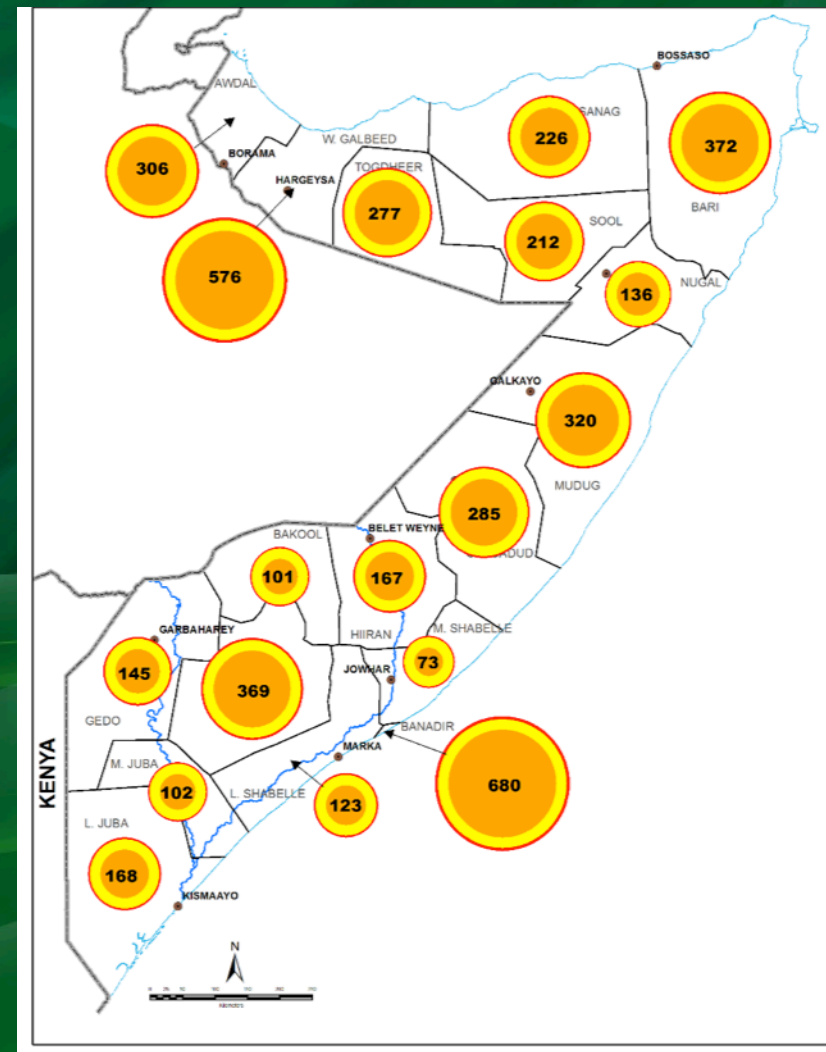 BOSSASO
AWDAL
SANAG
226
372
W. GALBEED
306
BORAMA
TOGDHEER
HARGEYSA
277
BARI
212
SOOL
576
NUGAL
136
GALKAYO
320
MUDUG
285
BELET WEYNE
BAKOOL
101
167
GARBAHAREY
HIIRAN
M. SHABELLE
73
145
JOWHAR
369
GEDO
BANADIR
MARKA
M. JUBA
KENYA
680
102
L. SHABELLE
123
L. JUBA
168
KISMAAYO
N